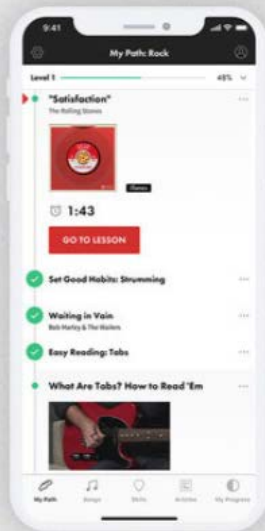 9:41
My Path: Rock
Level 1
48%
"Satisfaction"
The Rolling Stones
1:43
GO TO LESSON
Set Good Habits: Strumming
Waiting in Vain
Bob Marley & The Wailers
Easy Reading: Tabs
What Are Tabs? How to Read 'Em
My Path
Songs
Skills
Articles
My Progress